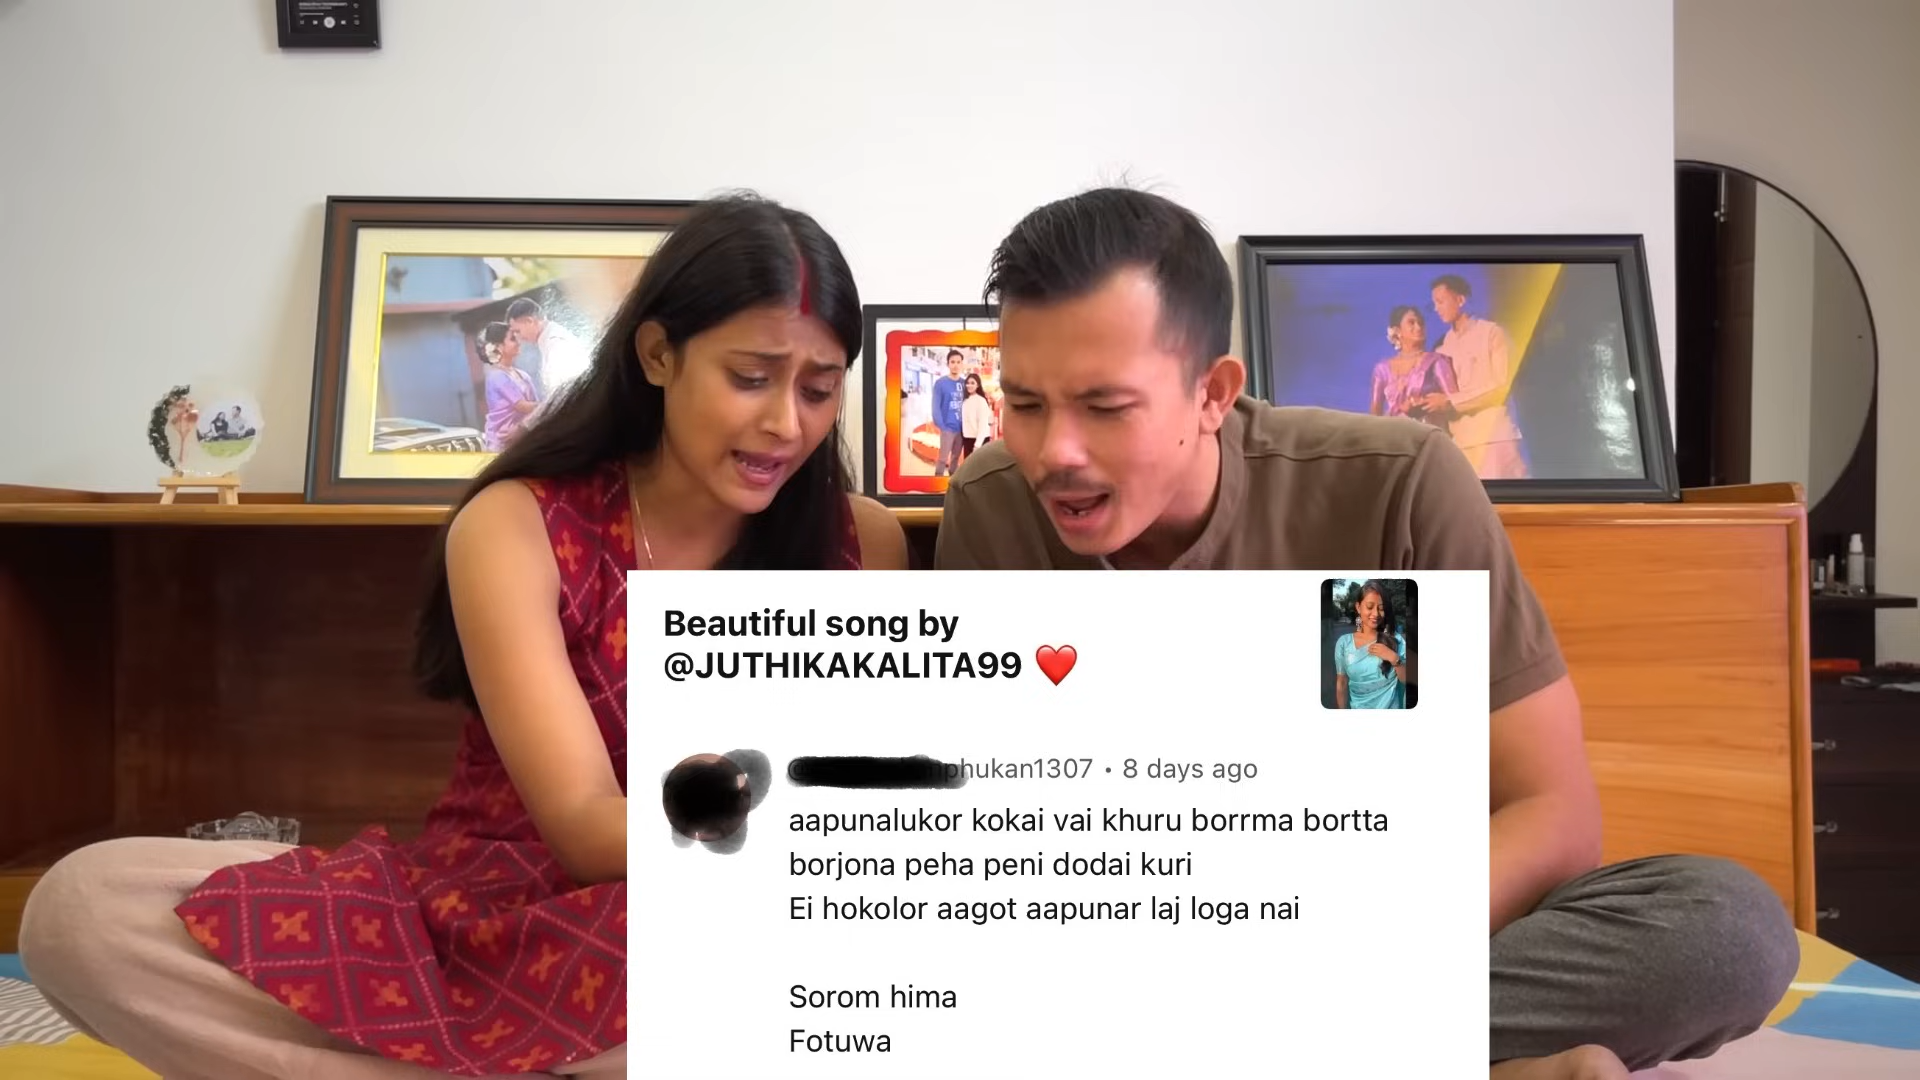 Beautiful song by
@JUTHIKAKALITA99 ❤️
phukan1307 • 8 days ago
aapunalukor kokai vai khuru borrma bortta
borjona peha peni dodai kuri
Ei hokolor aagot aapunar laj loga nai
Sorom hima
Fotuwa